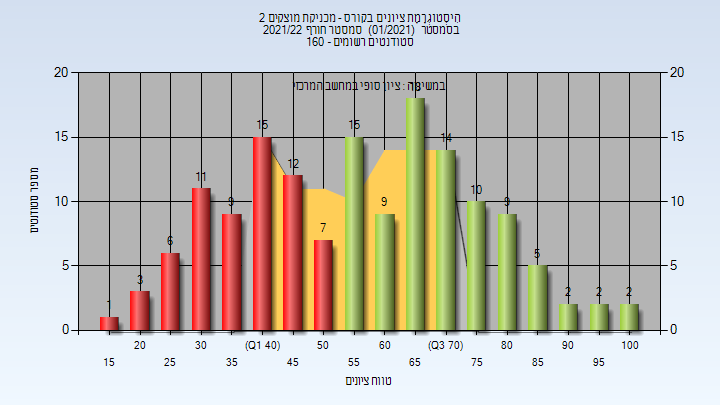 היסטוגרמת ציונים בקורס - מכניקת מוצקים 2
בסמסטר (01/2021) סמסטר חורף 2021/22
סטודנטים רשומים - 160
במשימה : ציון סופי במחשב המרכזי
20 20
15 15
10 10
5 5
0 0
מספר סטודנטים
1 3 6 11 9 15 12 7 15 9 18 14 10 9 5 2 2 2
20 30 (Q1 40) 50 60 (Q3 70) 80 90 100
15 25 35 45 55 65 75 85 95
טווח ציונים